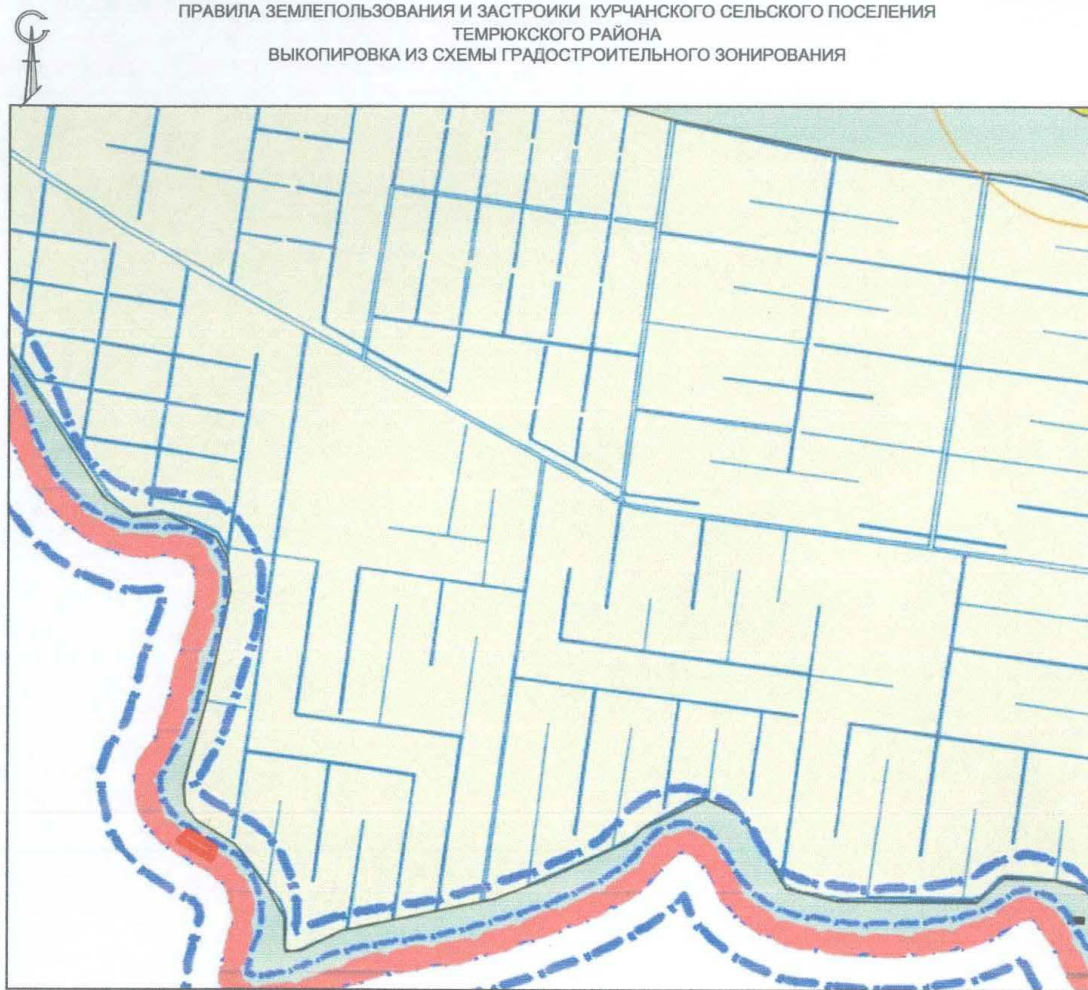 ПРАВИЛА ЗЕМЛЕПОЛЬЗОВАНИЯ И ЗАСТРОЙКИ КУРЧАНСКОГО СЕЛЬСКОГО ПОСЕЛЕНИЯ
ТЕМРЮКСКОГО РАЙОНА
ВЫКОПИРОВКА ИЗ СХЕМЫ ГРАДОСТРОИТЕЛЬНОГО ЗОНИРОВАНИЯ
С